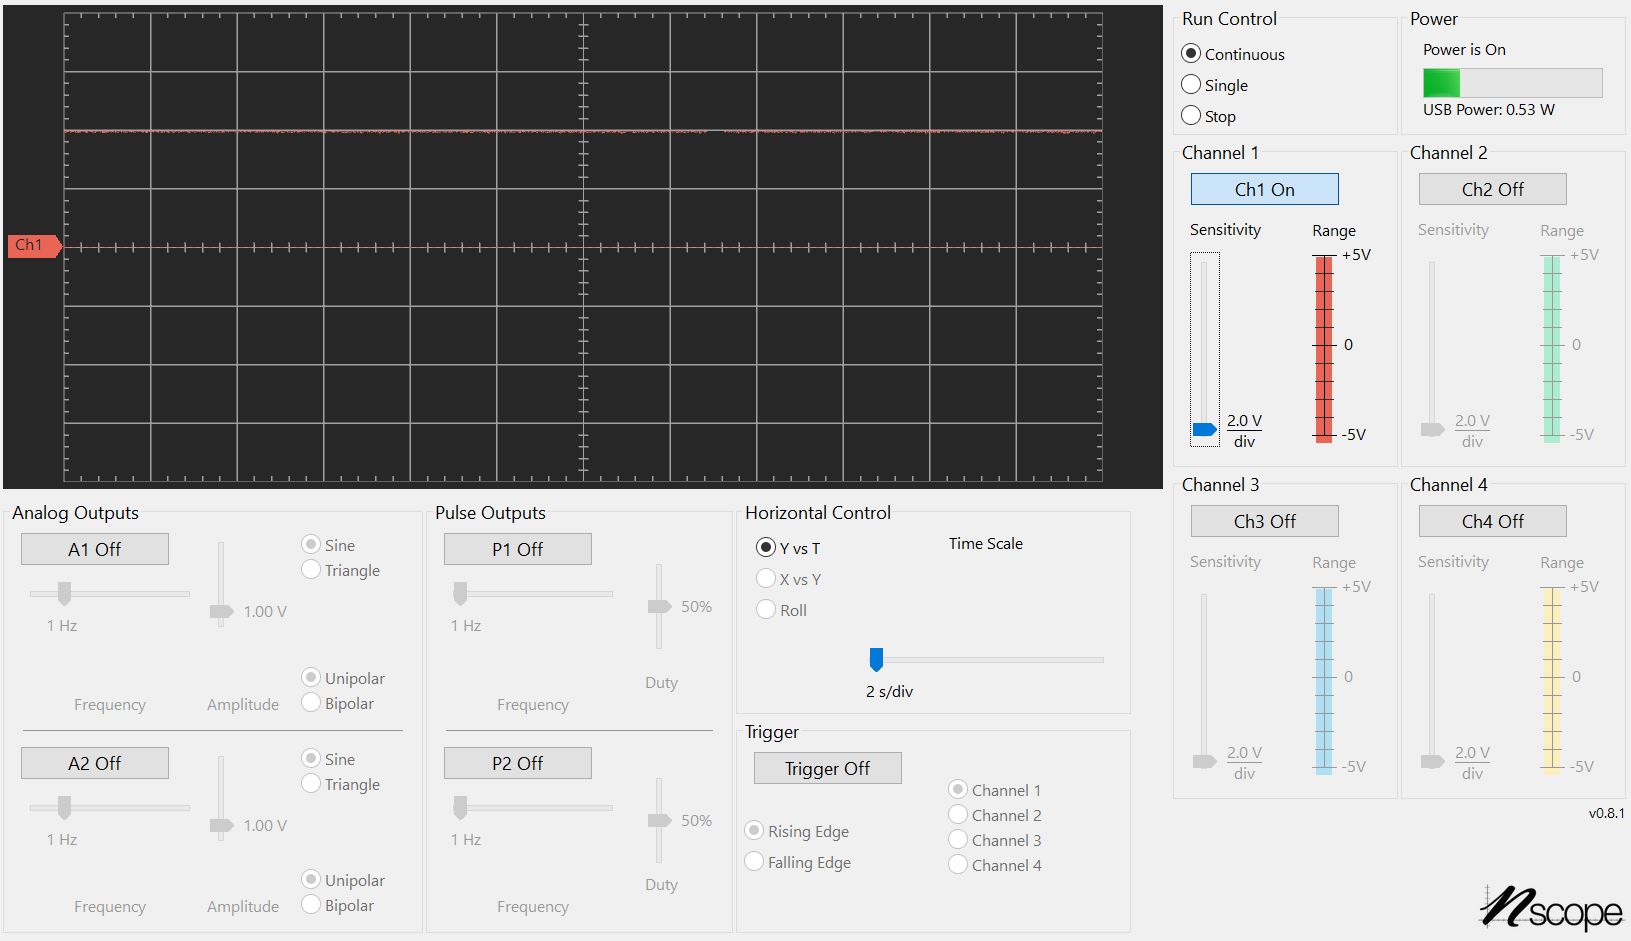 Ch1
Run Control
Continuous
Single
Stop
Power
Power is On
USB Power: 0.53 W
Channel 1
Ch1 On
Sensitivity
Range
+5V
0
-5V
2.0 V
div
Channel 2
Ch2 Off
Sensitivity
Range
+5V
0
-5V
2.0 V
div
Channel 3
Ch3 Off
Sensitivity
Range
+5V
0
-5V
2.0 V
div
Channel 4
Ch4 Off
Sensitivity
Range
+5V
0
-5V
2.0 V
div
Analog Outputs
A1 Off
1 Hz
Frequency
1.00 V
Amplitude
Sine
Triangle
Unipolar
Bipolar
A2 Off
1 Hz
Frequency
1.00 V
Amplitude
Sine
Triangle
Unipolar
Bipolar
Pulse Outputs
P1 Off
1 Hz
Frequency
50%
Duty
P2 Off
1 Hz
Frequency
50%
Duty
Horizontal Control
Y vs T
X vs Y
Roll
Time Scale
2 s/div
Trigger
Trigger Off
Rising Edge
Falling Edge
Channel 1
Channel 2
Channel 3
Channel 4
v0.8.1
nscope